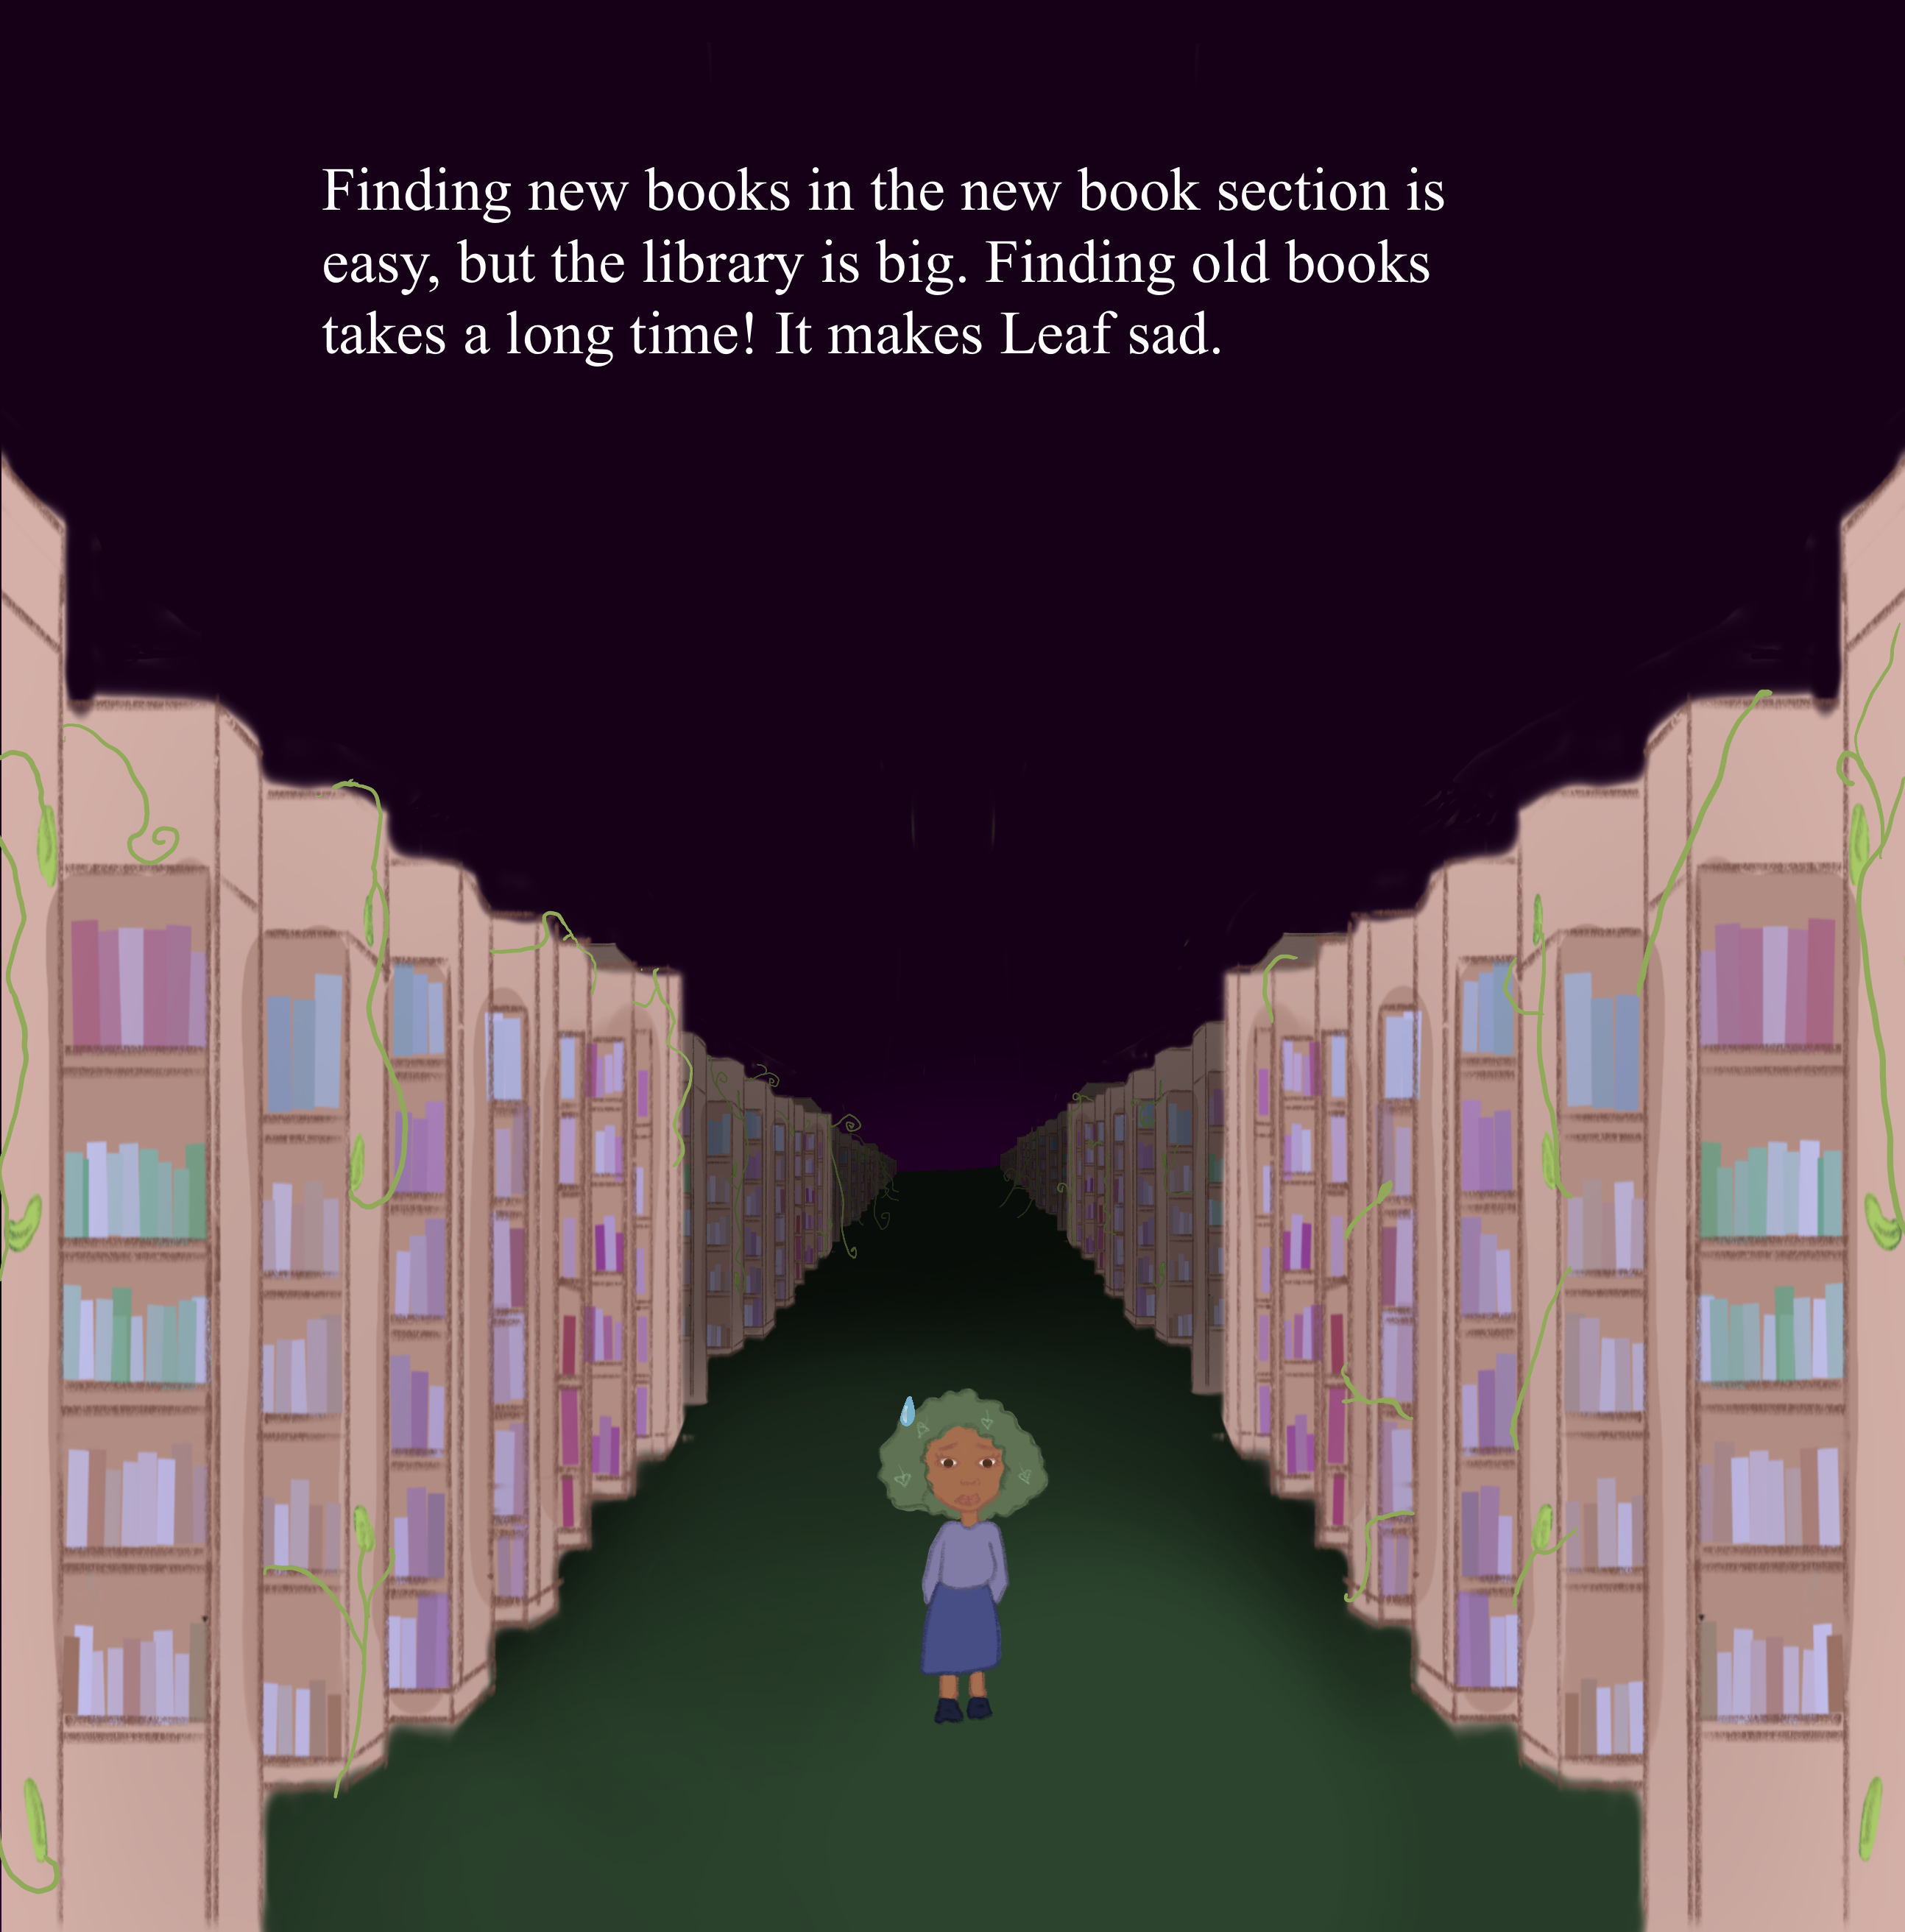 Finding new books in the new book section is
easy, but the library is big. Finding old books
takes a long time! It makes Leaf sad.